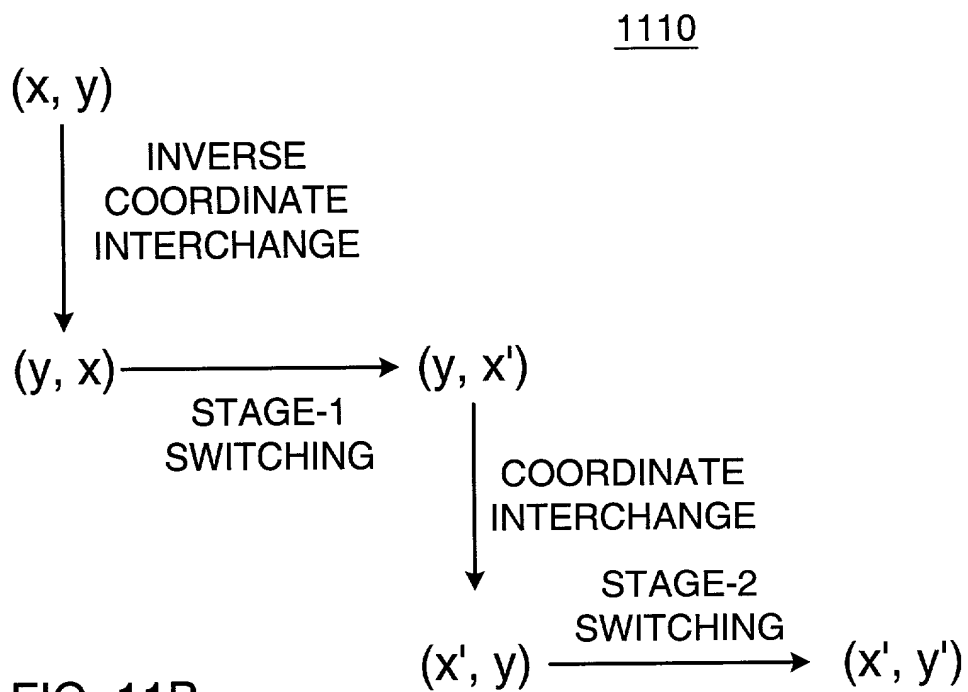 1110
(x, y)
INVERSE
COORDINATE
INTERCHANGE
(y, x)
(y, x')
STAGE-1
SWITCHING
COORDINATE
INTERCHANGE
STAGE-2
SWITCHING
(x', y)
(x', y')
FIG. 11B